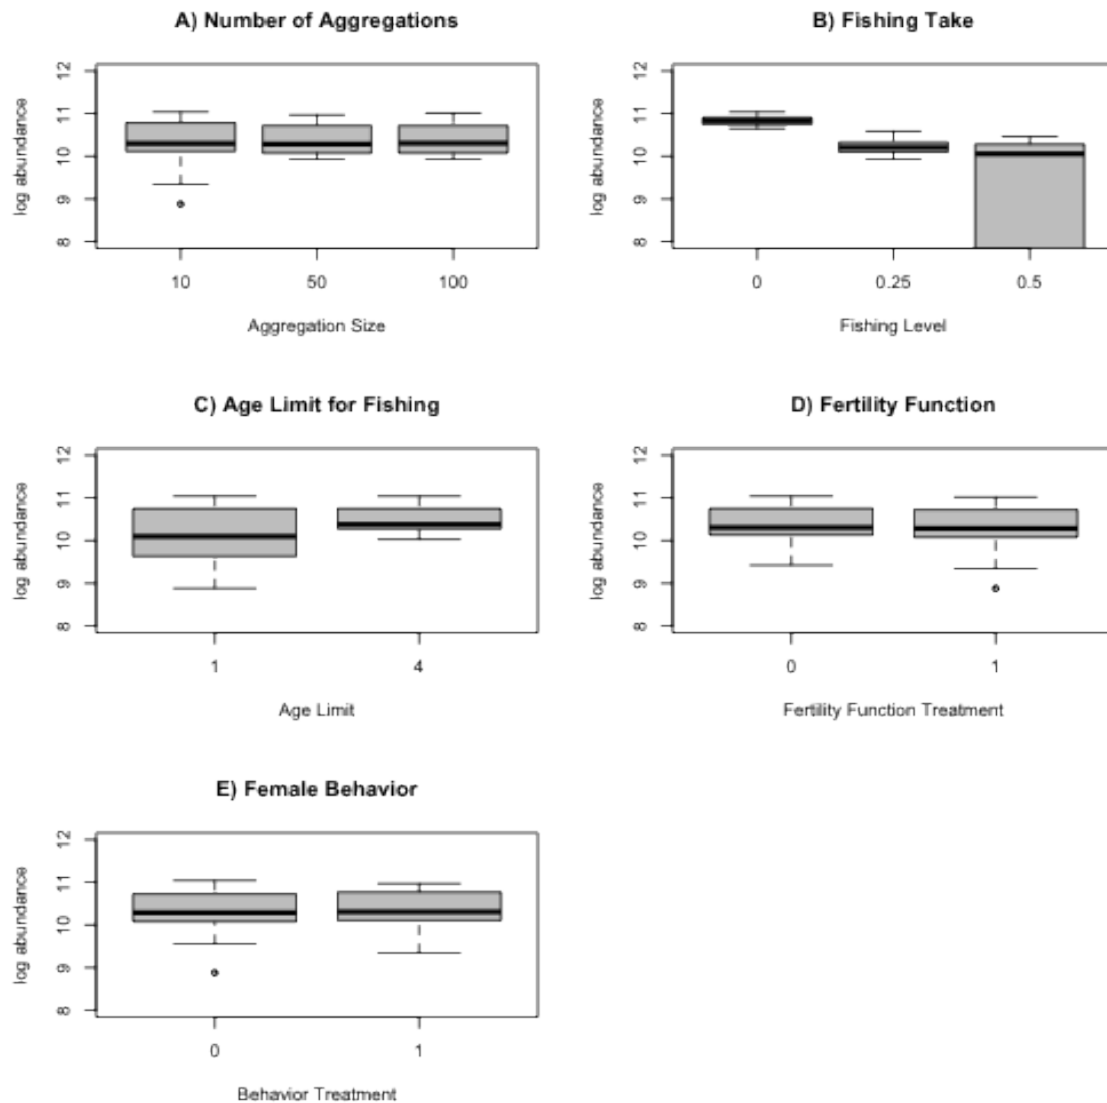 A) Number of Aggregations
log abundance
8 9 10 11 12
10 50 100
Aggregation Size
B) Fishing Take
log abundance
8 9 10 11 12
0 0.25 0.5
Fishing Level
C) Age Limit for Fishing
log abundance
8 9 10 11 12
1 4
Age Limit
D) Fertility Function
log abundance
8 9 10 11 12
0 1
Fertility Function Treatment
E) Female Behavior
log abundance
8 9 10 11 12
0 1
Behavior Treatment